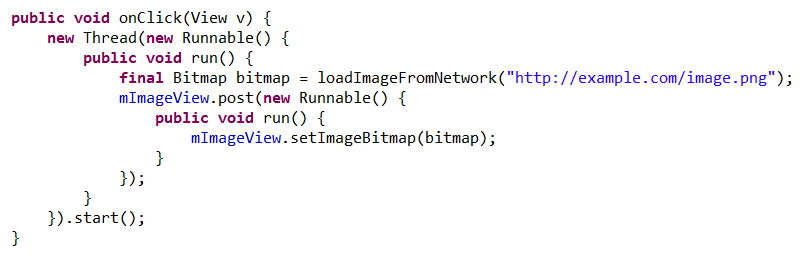 public void onClick(View v) {
    new Thread(new Runnable() {
        public void run() {
            final Bitmap bitmap = loadImageFromNetwork("http://example.com/image.png");
            mImageView.post(new Runnable() {
                public void run() {
                    mImageView.setImageBitmap(bitmap);
                }
            });
        }
    }).start();
}